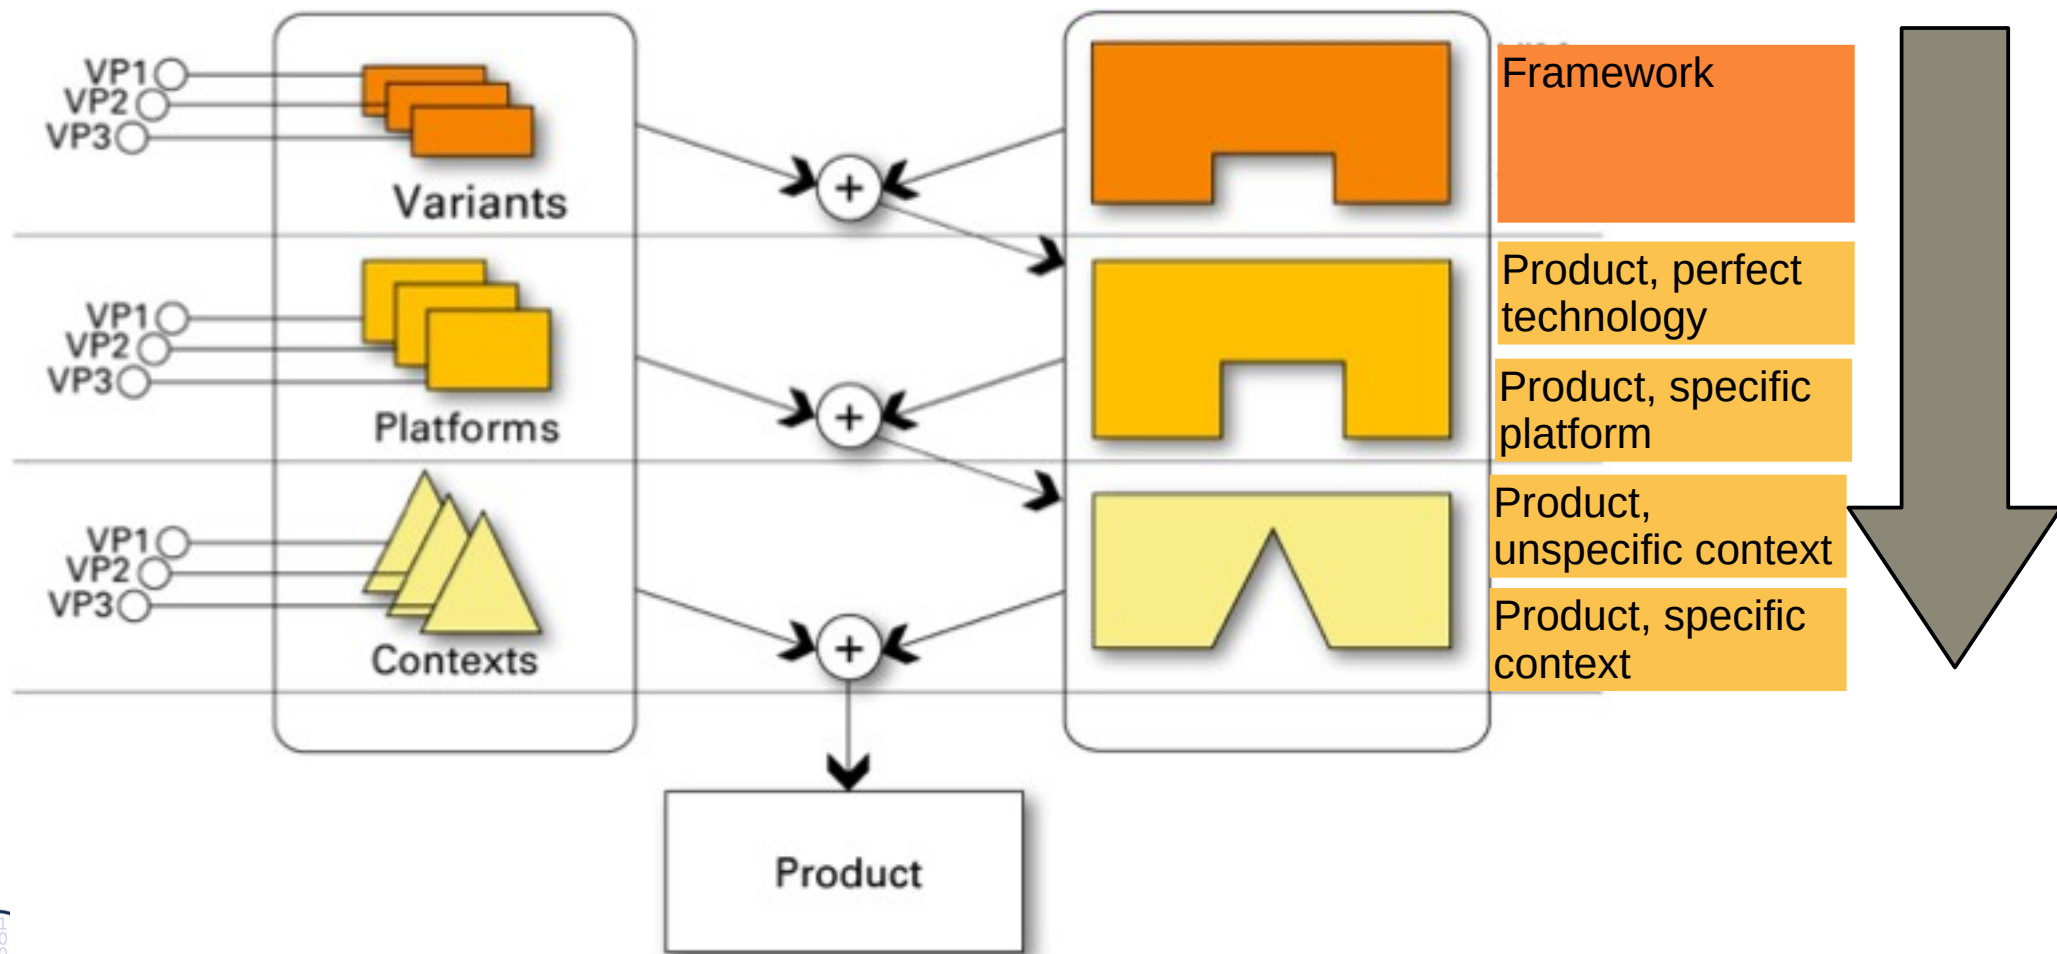 VP1
VP2
VP3
Variants
Framework
VP1
VP2
VP3
Platforms
Product, perfect
technology
Product, specific
platform
VP1
VP2
VP3
Contexts
Product,
unspecific context
Product, specific
context
Product